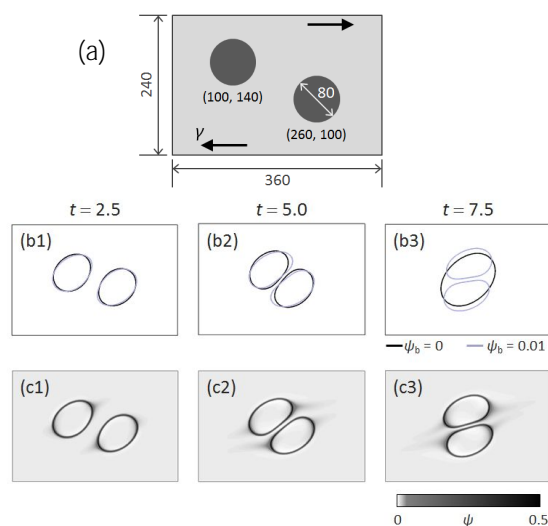 (a)
240
80
(100, 140)
(260, 100)
γ
360
t = 2.5 t = 5.0 t = 7.5
(b1) (b2) (b3)
ψb = 0 ψb = 0.01
(c1) (c2) (c3)
0 ψ 0.5